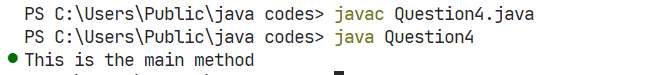 PS C:\Users\Public\java codes> javac Question4.java
PS C:\Users\Public\java codes> java Question4
This is the main method